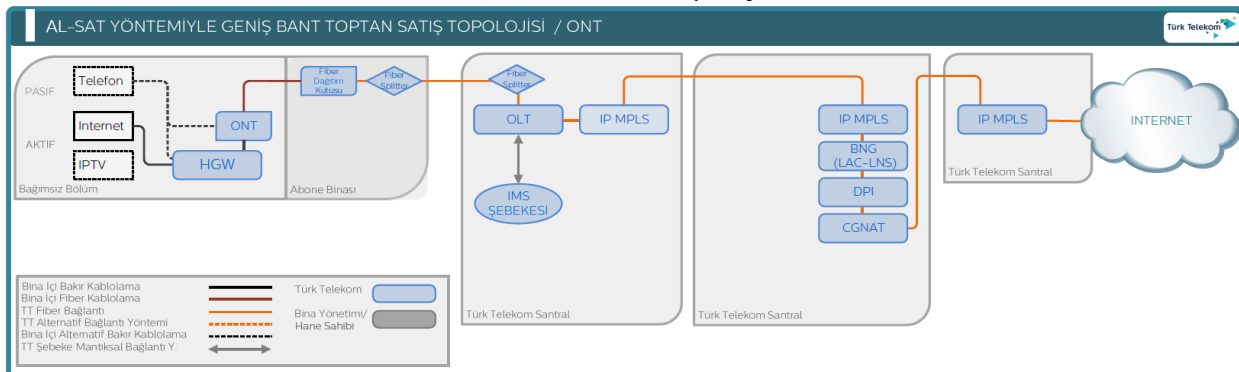 AL-SAT YÖNTEMİYLE GENİŞ BANT TOPTAN SATIŞ TOPOLOJİSİ / ONT
Türk Telekom
PASIF
Telefon
AKTİF
Internet
IPTV
ONT
HGW
Bağımsız Bölüm
Fiber
Dağıtım
Kutusu
Fiber
Splitter
Abone Binası
Fiber
Splitter
OLT
IP MPLS
IMS
ŞEBEKESİ
Türk Telekom Santral
IP MPLS
BNG
(LAC-LNS)
DPI
CGNAT
Türk Telekom Santral
IP MPLS
Türk Telekom Santral
INTERNET
Bina İçi Bakır Kablolama
Bina İçi Fiber Kablolama
TT Fiber Bağlantı
TT Alternatif Bağlantı Yöntemi
Bina İçi Alternatif Bakır Kablolama
TT Şebeke Mantıksal Bağlantı Y.
Türk Telekom
Bina Yönetimi/
Hane Sahibi